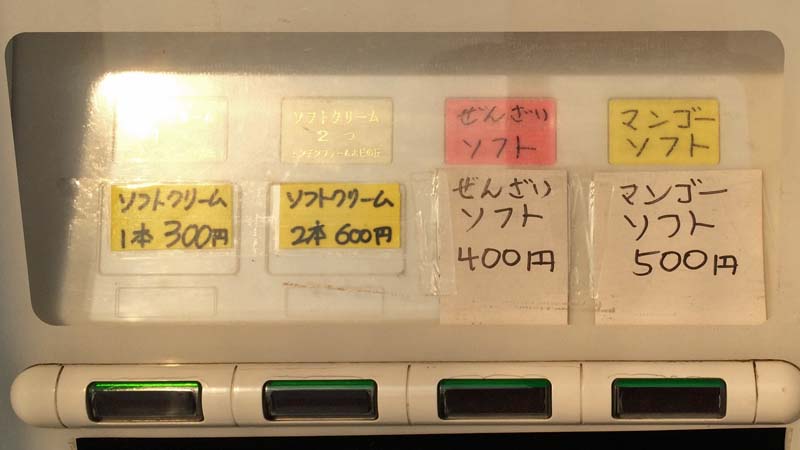 ソフトクリーム
2つ
ぜんざい
ソフト
マンゴー
ソフト
ソフトクリーム
1本 300円
ソフトクリーム
2本 600円
ぜんざい
ソフト
400円
マンゴー
ソフト
500円